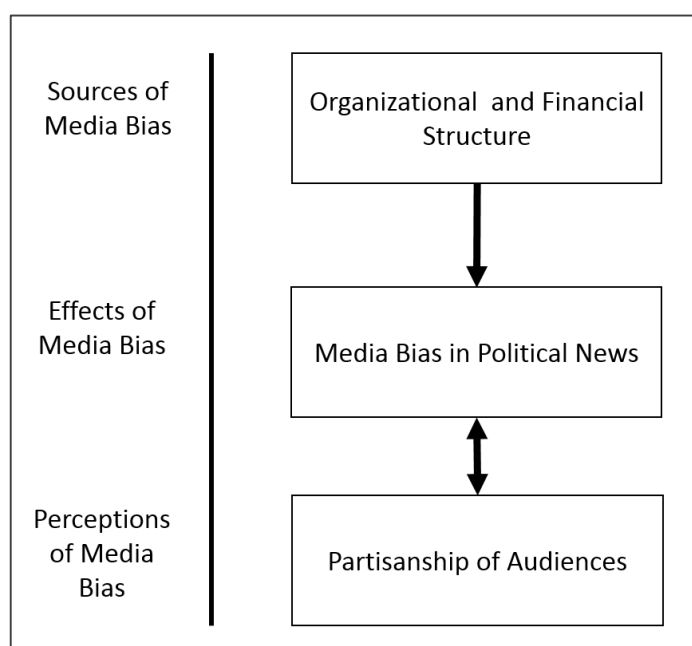 Sources of
Media Bias
Organizational and Financial
Structure
Effects of
Media Bias
Media Bias in Political News
Perceptions
of Media
Bias
Partisanship of Audiences